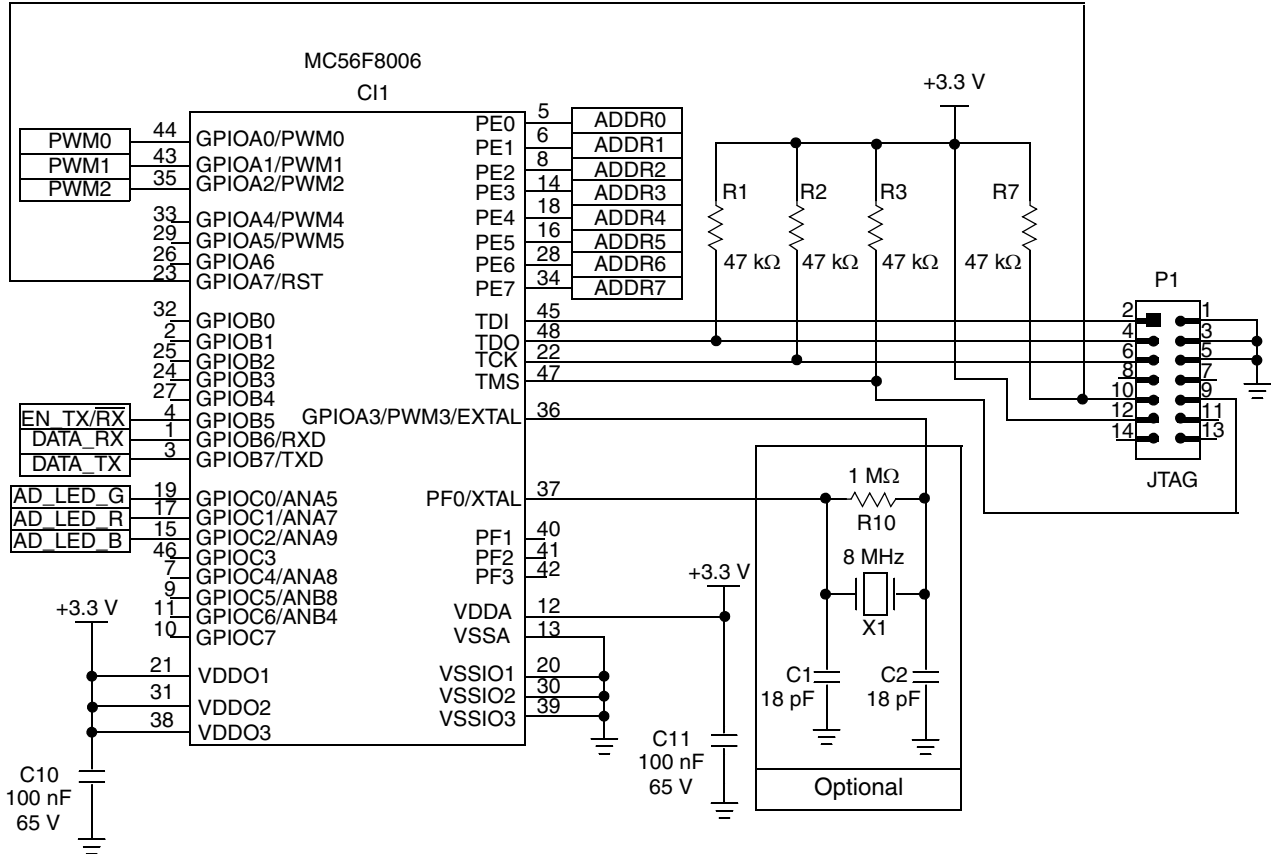 MC56F8006
CI1
+3.3 V
PWM0 44 GPIOA0/PWM0
PWM1 43 GPIOA1/PWM1
PWM2 35 GPIOA2/PWM2
33 GPIOA4/PWM4
29 GPIOA5/PWM5
26 GPIOA6
23 GPIOA7/RST
32 GPIOB0
2 GPIOB1
25 GPIOB2
24 GPIOB3
27 GPIOB4
EN_TX/RX 4 GPIOB5
DATA_RX 1 GPIOB6/RXD
DATA_TX 3 GPIOB7/TXD
AD_LED_G 19 GPIOC0/ANA5
AD_LED_R 17 GPIOC1/ANA7
AD_LED_B 15 GPIOC2/ANA9
46 GPIOC3
7 GPIOC4/ANA8
9 GPIOC5/ANB8
11 GPIOC6/ANB4
10 GPIOC7
+3.3 V
21 VDDO1
31 VDDO2
38 VDDO3
C10
100 nF
65 V
PE0 5 ADDR0
PE1 6 ADDR1
PE2 8 ADDR2
PE3 14 ADDR3
PE4 18 ADDR4
PE5 16 ADDR5
PE6 28 ADDR6
PE7 34 ADDR7
TDI 45
TDO 48
TCK 22
TMS 47
GPIOA3/PWM3/EXTAL 36
PF0/XTAL 37
PF1 40
PF2 41
PF3 42
VDDA 12
VSSA 13
VSSIO1 20
VSSIO2 30
VSSIO3 39
+3.3 V
C11
100 nF
65 V
R1 R2 R3 R7
47 kΩ 47 kΩ 47 kΩ 47 kΩ
1 MΩ
R10
8 MHz
X1
C1 C2
18 pF 18 pF
Optional
P1
2 1
4 3
6 5
8 7
10 9
12 11
14 13
JTAG